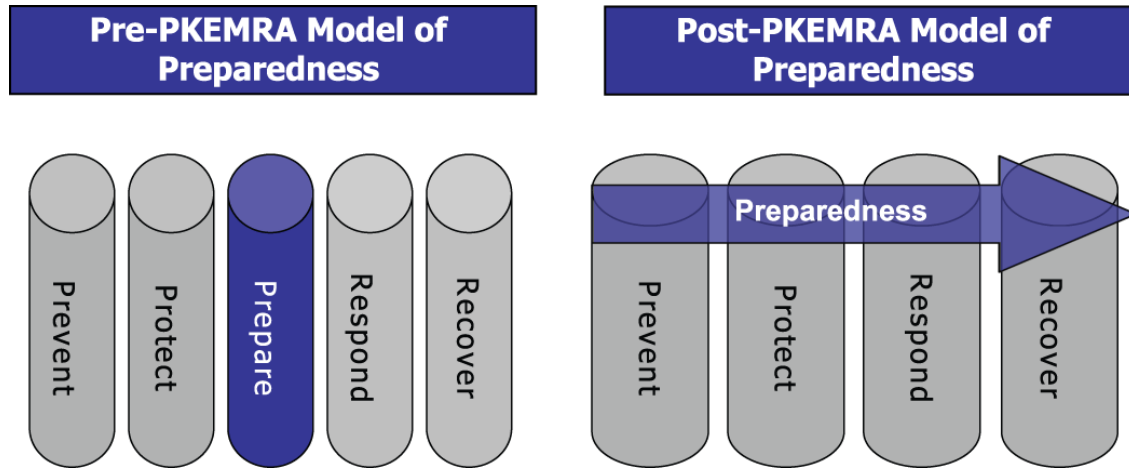 Pre-PKEMRA Model of
Preparedness
Post-PKEMRA Model of
Preparedness
Prevent
Protect
Prepare
Respond
Recover
Preparedness
Prevent
Protect
Respond
Recover